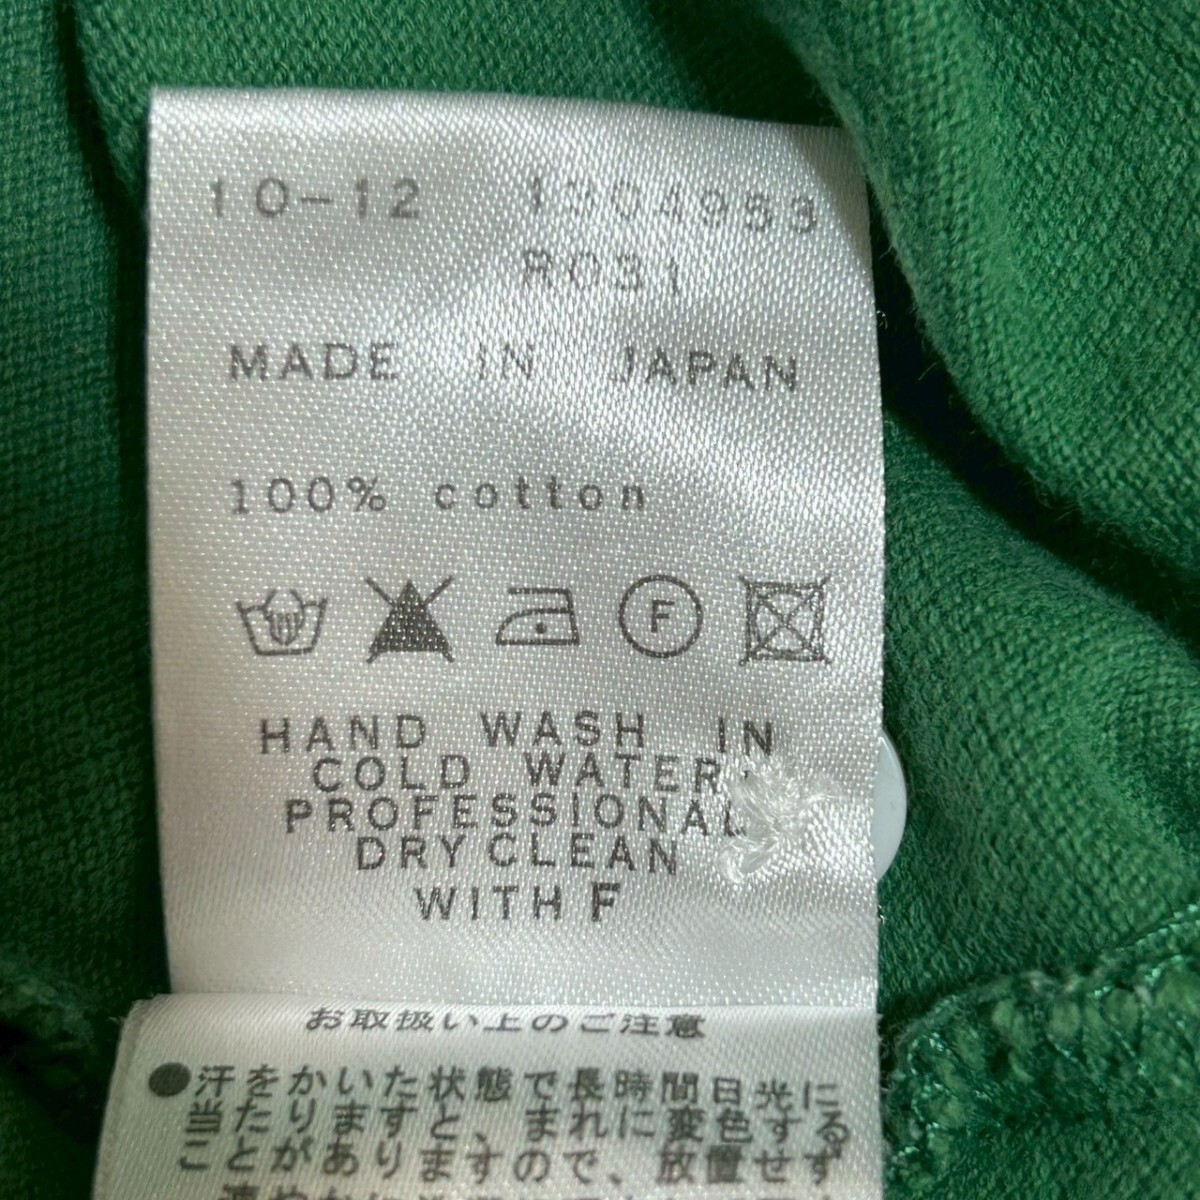 10-12 1304953
R031
MADE IN JAPAN
100% cotton
F
HAND WASH IN
COLD WATER.
PROFESSIONAL
DRY CLEAN
WITH F
お取扱い上のご注意
●汗をかいた状態で長時間日光に
当たりますと、まれに変色する
ことがありますので、放置せず